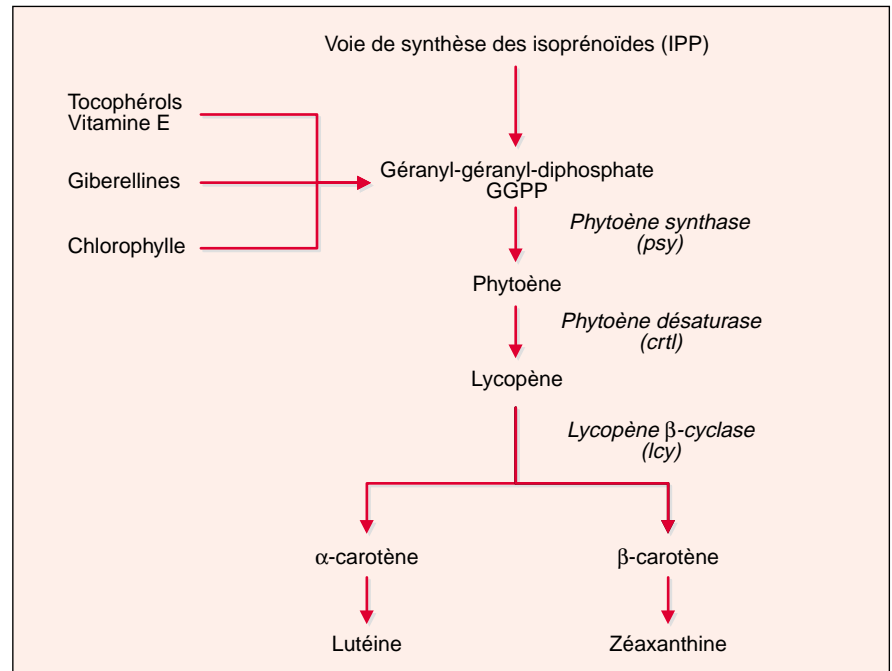 Voie de synthèse des isoprénoïdes (IPP)
Tocophérols
Vitamine E
Giberellines
Chlorophylle
Géranyl-géranyl-diphosphate
GGPP
Phytoène synthase
(psy)
Phytoène
Phytoène désaturase
(crtl)
Lycopène
Lycopène β-cyclase
(lcy)
α-carotène
β-carotène
Lutéine
Zéaxanthine